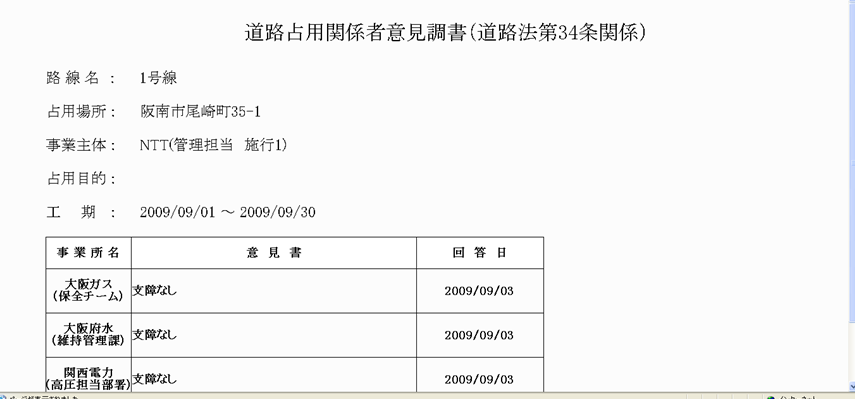 道路占用関係者意見調書(道路法第34条関係)
路 線 名 ： 1号線
占用場所： 阪南市尾崎町35-1
事業主体： NTT(管理担当 施行1)
占用目的：
工 期 ： 2009/09/01 ～ 2009/09/30
事 業 所 名 意 見 書 回 答 日
大阪ガス
(保全チーム) 支障なし 2009/09/03
大阪府水
(維持管理課) 支障なし 2009/09/03
関西電力
(高圧担当部署) 支障なし 2009/09/03